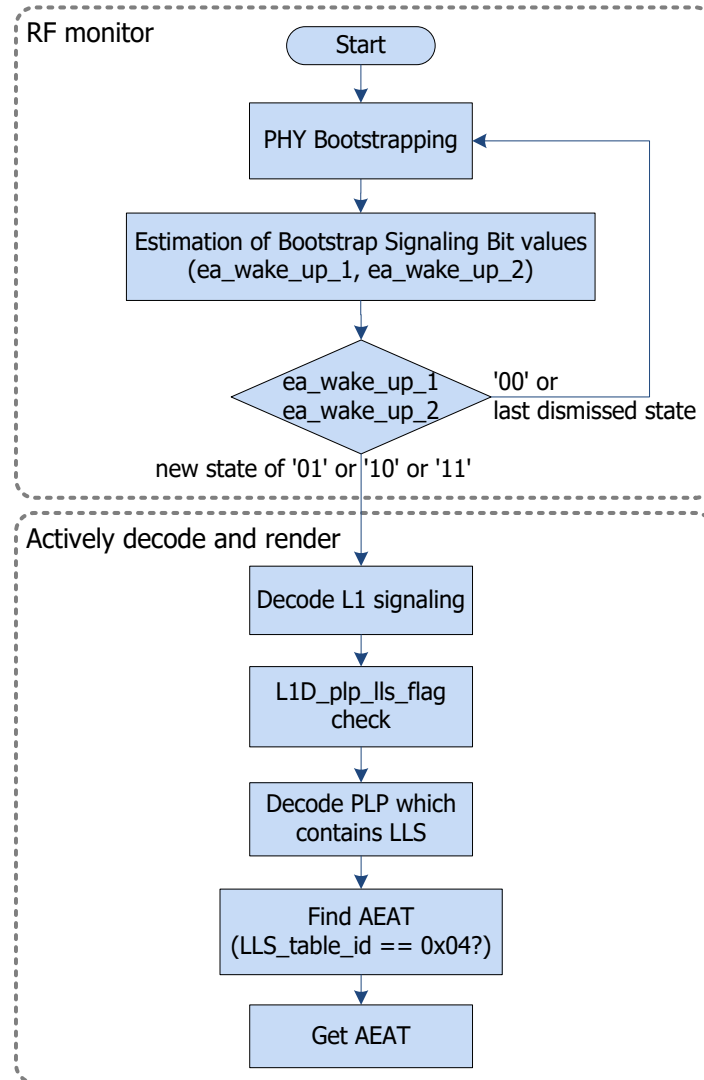 RF monitor
Start
PHY Bootstrapping
Estimation of Bootstrap Signaling Bit values
(ea_wake_up_1, ea_wake_up_2)
ea_wake_up_1
ea_wake_up_2
'00' or
last dismissed state
new state of '01' or '10' or '11'
Actively decode and render
Decode L1 signaling
L1D_plp_lls_flag
check
Decode PLP which
contains LLS
Find AEAT
(LLS_table_id == 0x04?)
Get AEAT